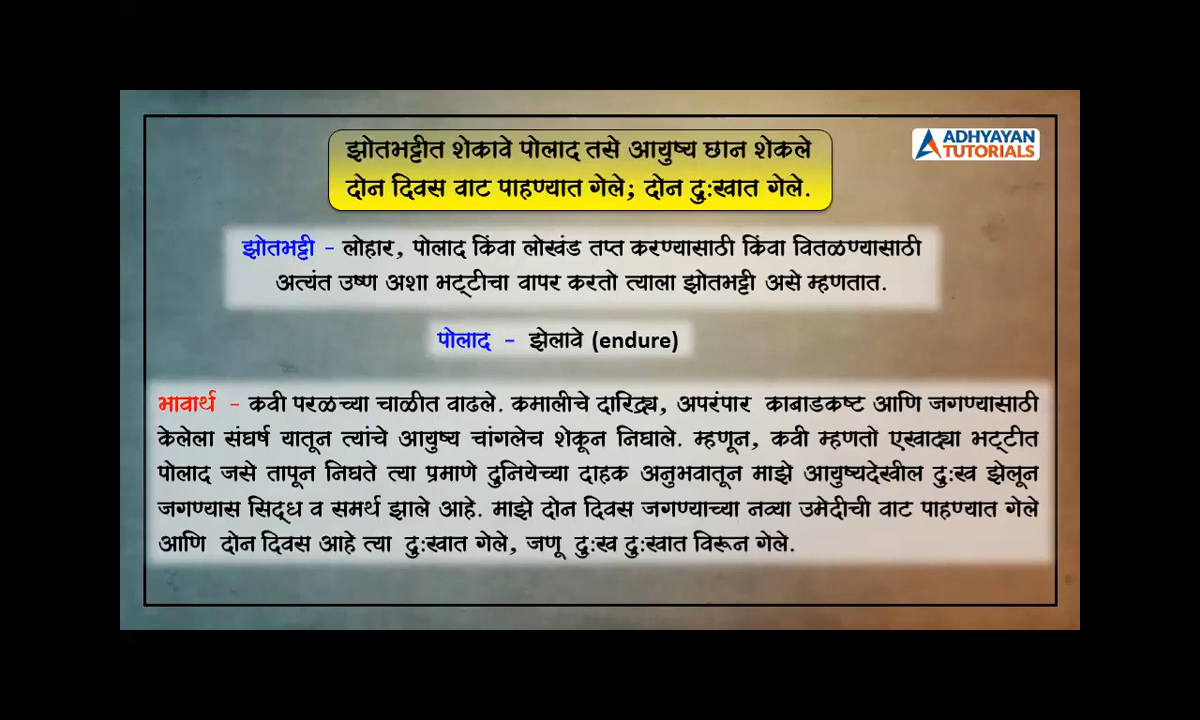 झोतभट्टीत शेकावे पोलाद तसे आयुष्य छान शेकले
ADHYAYAN
TUTORIALS
दोन दिवस वाट पाहण्यात गेले; दोन दुःखात गेले.
झोतभट्टी - लोहार, पोलाद किंवा लोखंड तप्त करण्यासाठी किंवा वितळण्यासाठी
अत्यंत उष्ण अशा भट्टीचा वापर करतो त्याला झोतभट्टी असे म्हणतात.
पोलाद - झेलावे (endure)
भावार्थ - कवी परळच्या चाळीत वाढले. कमालीचे दारिद्र्य, अपरंपार काबाडकष्ट आणि जगण्यासाठी
केलेला संघर्ष यातून त्यांचे आयुष्य चांगलेच शेकून निघाले. म्हणून, कवी म्हणतो एखाद्या भट्टीत
पोलाद जसे तापून निघते त्या प्रमाणे दुनियेच्या दाहक अनुभवातून माझे आयुष्यदेखील दुःख झेलून
जगण्यास सिद्ध व समर्थ झाले आहे. माझे दोन दिवस जगण्याच्या नव्या उमेदीची वाट पाहण्यात गेले
आणि दोन दिवस आहे त्या दुःखात गेले, जणू दुःख दुःखात विरून गेले.